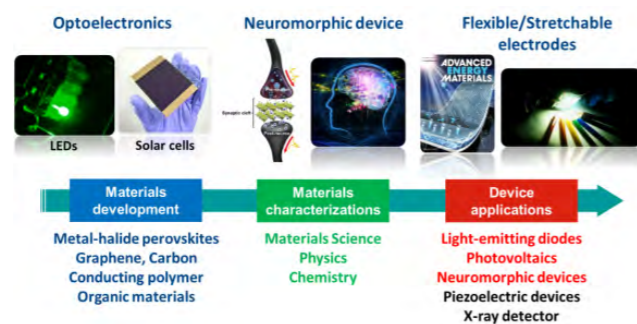 Optoelectronics
Neuromorphic device
Flexible/Stretchable
electrodes
ADVANCED
ENERGY
MATERIALS
Synaptic cleft
LEDs
Solar cells
Materials
development
Materials
characterizations
Device
applications
Metal-halide perovskites
Graphene, Carbon
Conducting polymer
Organic materials
Materials Science
Physics
Chemistry
Light-emitting diodes
Photovoltaics
Neuromorphic devices
Piezoelectric devices
X-ray detector